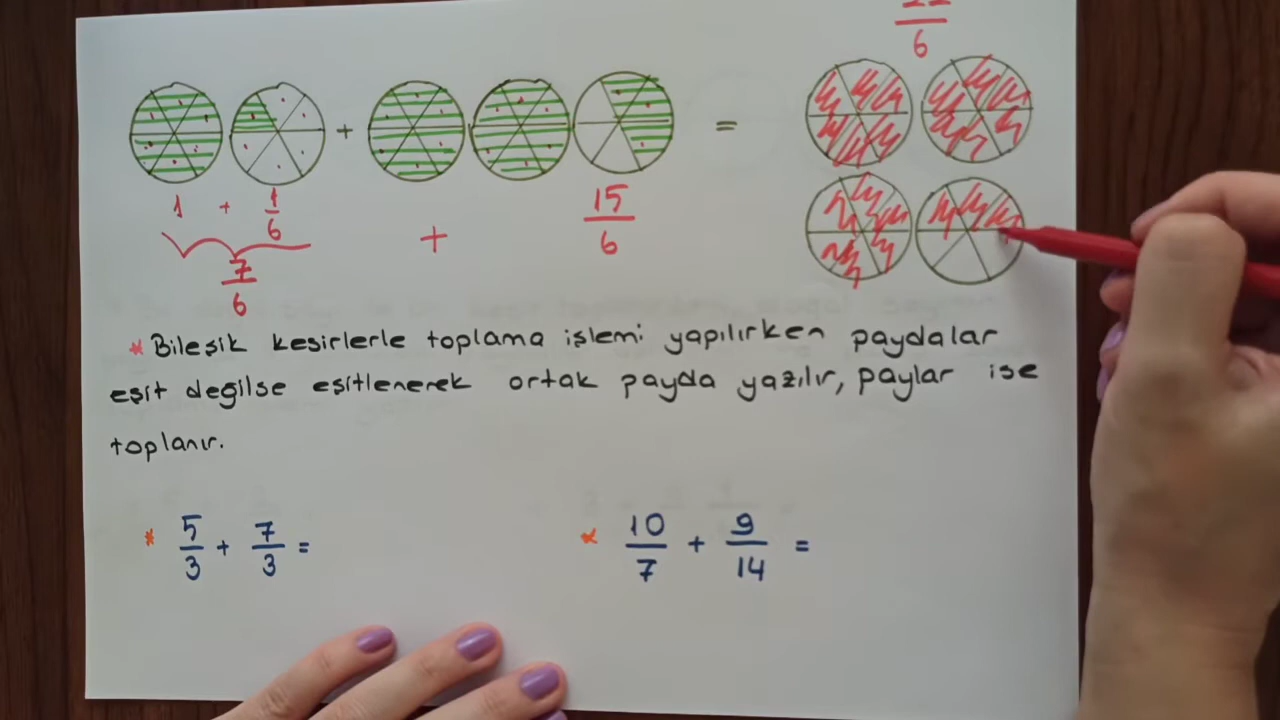 6
+ =
1 + 1/6
7/6
+
15/6
* Bileşik kesirlerle toplama işlemi yapılırken paydalar
eşit değilse eşitlenerek ortak payda yazılır, paylar ise
toplanır.
* 5/3 + 7/3 =
* 10/7 + 9/14 =